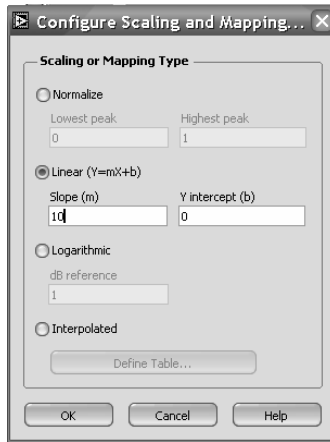 Configure Scaling and Mapping...
Scaling or Mapping Type
Normalize
Lowest peak Highest peak
0 1
Linear (Y=mX+b)
Slope (m) Y intercept (b)
10 0
Logarithmic
dB reference
1
Interpolated
Define Table...
OK Cancel Help